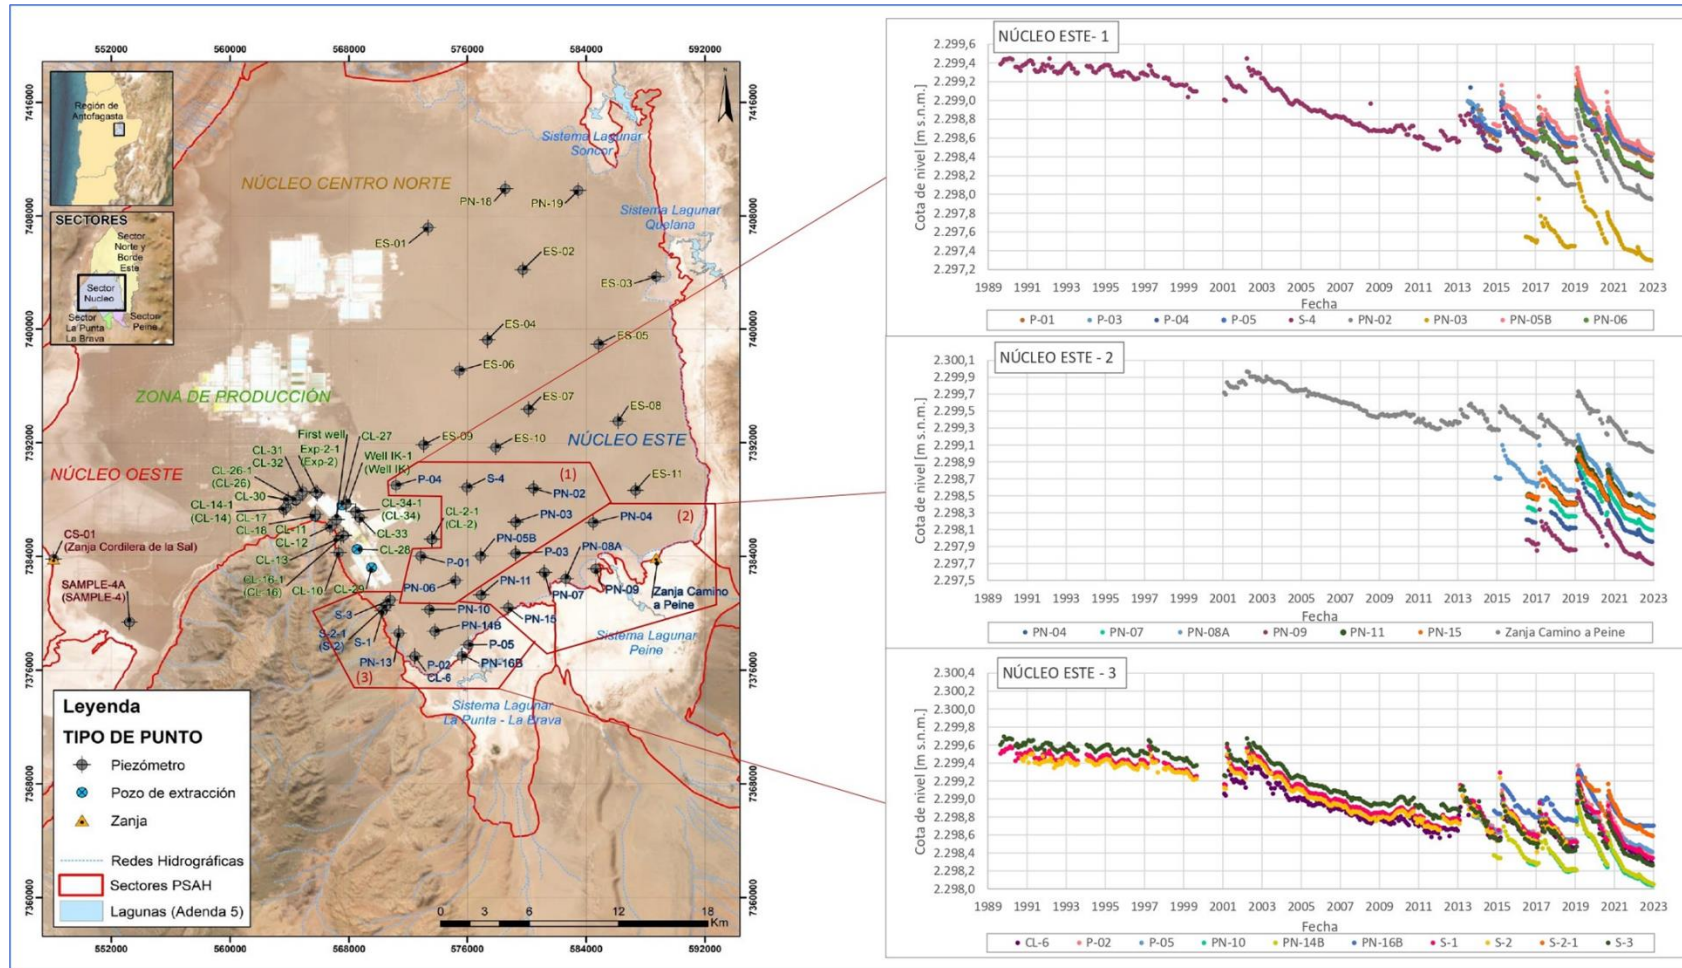 552000
560000
568000
576000
584000
592000
7416000
7408000
7400000
7392000
7384000
7376000
7368000
7360000
7416000
7408000
7400000
7392000
7384000
7376000
7368000
7360000
552000
560000
568000
576000
584000
592000
Región de
Antofagasta
SECTORES
Sector
Norte y
Borde
Este
Sector
Nucleo
Sector
La Punta
La Brava
Sector
Peine
Sistema Lagunar
Soncor
NÚCLEO CENTRO NORTE
PN-18
PN-19
Sistema Lagunar
Quelana
ES-01
ES-02
ES-03
ES-04
ES-05
ES-06
ZONA DE PRODUCCIÓN
ES-07
ES-08
First well
CL-27
CL-31
Exp-2-1
(Exp-2)
ES-09
ES-10
NÚCLEO ESTE
CL-32
Well IK-1
(Well IK)
NÚCLEO OESTE
CL-26-1
(CL-26)
(1)
P-04
S-4
ES-11
CL-30
PN-02
CL-14-1
(CL-14)
CL-34-1
(CL-34)
CL-2-1
(CL-2)
(2)
CS-01
(Zanja Cordilera de la Sal)
CL-17
CL-18
CL-11
CL-12
CL-33
PN-03
PN-04
CL-13
CL-28
PN-05B
P-03
PN-08A
P-01
CL-16-1
(CL-16)
CL-10
CL-29
PN-06
PN-11
PN-07
PN-09
Zanja Camino
a Peine
SAMPLE-4A
(SAMPLE-4)
S-3
PN-10
PN-15
S-2-1
(S-2)
S-1
PN-14B
Sistema Lagunar
Peine
P-05
PN-13
P-02
PN-16B
(3)
CL-6
Sistema Lagunar
La Punta - La Brava
Leyenda
TIPO DE PUNTO
Piezómetro
Pozo de extracción
Zanja
Redes Hidrográficas
Sectores PSAH
Lagunas (Adenda 5)
0 3 6 12 18
Km
NÚCLEO ESTE- 1
Cota de nivel [m s.n.m.]
2.299,6
2.299,4
2.299,2
2.299,0
2.298,8
2.298,6
2.298,4
2.298,2
2.298,0
2.297,8
2.297,6
2.297,4
2.297,2
1989 1991 1993 1995 1997 1999 2001 2003 2005 2007 2009 2011 2013 2015 2017 2019 2021 2023
Fecha
P-01 P-03 P-04 P-05 S-4 PN-02 PN-03 PN-05B PN-06
NÚCLEO ESTE - 2
Cota de nivel [m s.n.m.]
2.300,1
2.299,9
2.299,7
2.299,5
2.299,3
2.299,1
2.298,9
2.298,7
2.298,5
2.298,3
2.298,1
2.297,9
2.297,7
2.297,5
1989 1991 1993 1995 1997 1999 2001 2003 2005 2007 2009 2011 2013 2015 2017 2019 2021 2023
Fecha
PN-04 PN-07 PN-08A PN-09 PN-11 PN-15 Zanja Camino a Peine
NÚCLEO ESTE - 3
Cota de nivel [m s.n.m.]
2.300,4
2.300,2
2.300,0
2.299,8
2.299,6
2.299,4
2.299,2
2.299,0
2.298,8
2.298,6
2.298,4
2.298,2
2.298,0
1989 1991 1993 1995 1997 1999 2001 2003 2005 2007 2009 2011 2013 2015 2017 2019 2021 2023
Fecha
CL-6 P-02 P-05 PN-10 PN-14B PN-16B S-1 S-2 S-2-1 S-3